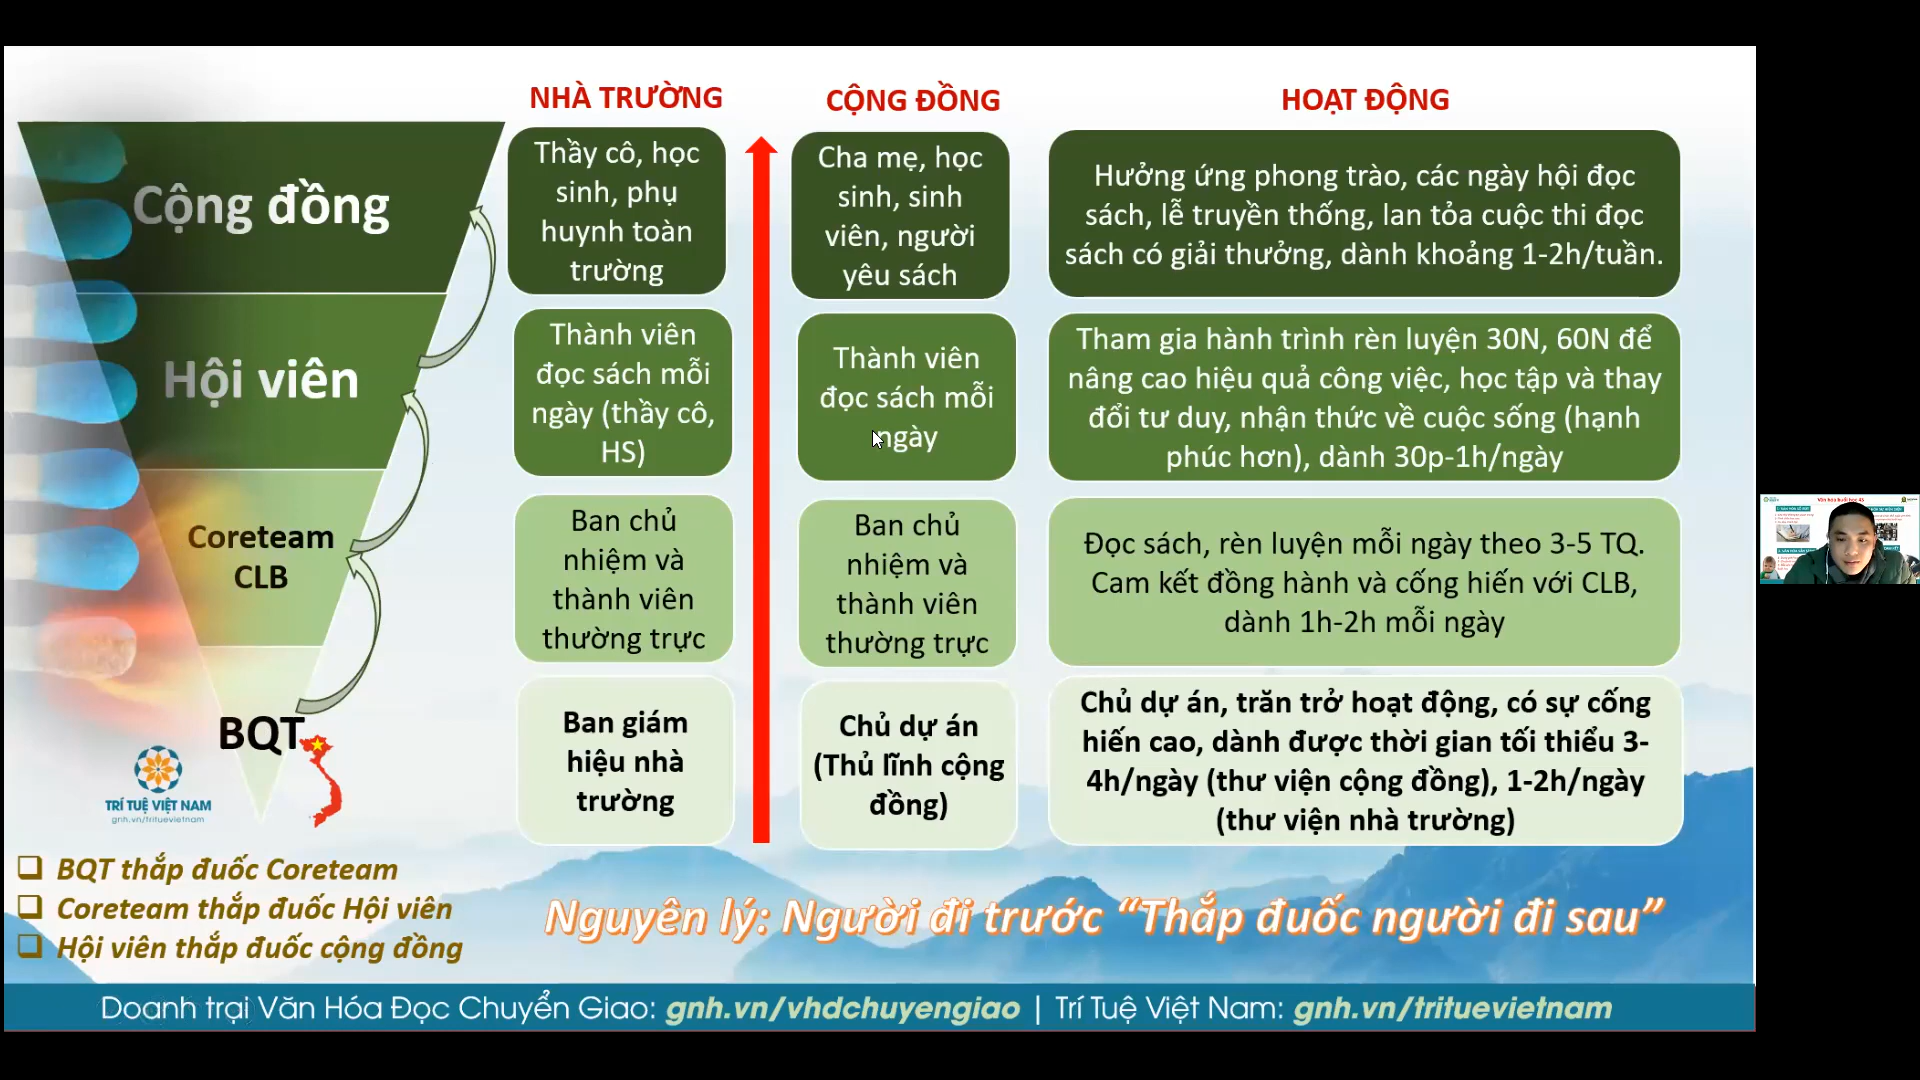 NHÀ TRƯỜNG
CỘNG ĐỒNG
HOẠT ĐỘNG
Cộng đồng
Thầy cô, học
sinh, phụ
huynh toàn
trường
Cha mẹ, học
sinh, sinh
viên, người
yêu sách
Hưởng ứng phong trào, các ngày hội đọc
sách, lễ truyền thống, lan tỏa cuộc thi đọc
sách có giải thưởng, dành khoảng 1-2h/tuần.
Hội viên
Thành viên
đọc sách mỗi
ngày (thầy cô,
HS)
Thành viên
đọc sách mỗi
ngày
Tham gia hành trình rèn luyện 30N, 60N để
nâng cao hiệu quả công việc, học tập và thay
đổi tư duy, nhận thức về cuộc sống (hạnh
phúc hơn), dành 30p-1h/ngày
Coreteam
CLB
Ban chủ
nhiệm và
thành viên
thường trực
Ban chủ
nhiệm và
thành viên
thường trực
Đọc sách, rèn luyện mỗi ngày theo 3-5 TQ.
Cam kết đồng hành và cống hiến với CLB,
dành 1h-2h mỗi ngày
BQT
Ban giám
hiệu nhà
trường
Chủ dự án
(Thủ lĩnh cộng
đồng)
Chủ dự án, trăn trở hoạt động, có sự cống
hiến cao, dành được thời gian tối thiểu 3-
4h/ngày (thư viện cộng đồng), 1-2h/ngày
(thư viện nhà trường)
TRÍ TUỆ VIỆT NAM
gnh.vn/trituevietnam
BQT thắp đuốc Coreteam
Coreteam thắp đuốc Hội viên
Hội viên thắp đuốc cộng đồng
Nguyên lý: Người đi trước “Thắp đuốc người đi sau”
Doanh trại Văn Hóa Đọc Chuyển Giao: gnh.vn/vhdchuyengiao | Trí Tuệ Việt Nam: gnh.vn/trituevietnam